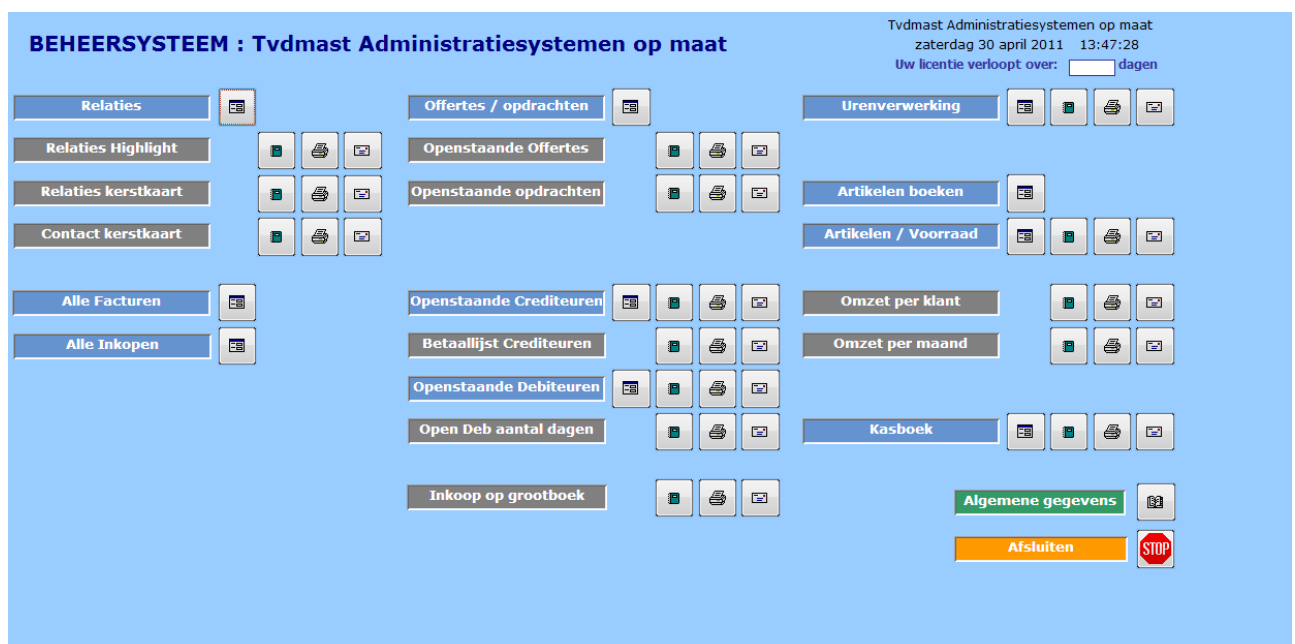 BEHEERSYSTEEM : Tvdmast Administratiesystemen op maat
Tvdmast Administratiesystemen op maat
zaterdag 30 april 2011 13:47:28
Uw licentie verloopt over: dagen
Relaties
Relaties Highlight
Relaties kerstkaart
Contact kerstkaart
Alle Facturen
Alle Inkopen
Offertes / opdrachten
Openstaande Offertes
Openstaande opdrachten
Openstaande Crediteuren
Betaallijst Crediteuren
Openstaande Debiteuren
Open Deb aantal dagen
Inkoop op grootboek
Urenverwerking
Artikelen boeken
Artikelen / Voorraad
Omzet per klant
Omzet per maand
Kasboek
Algemene gegevens
Afsluiten
STOP